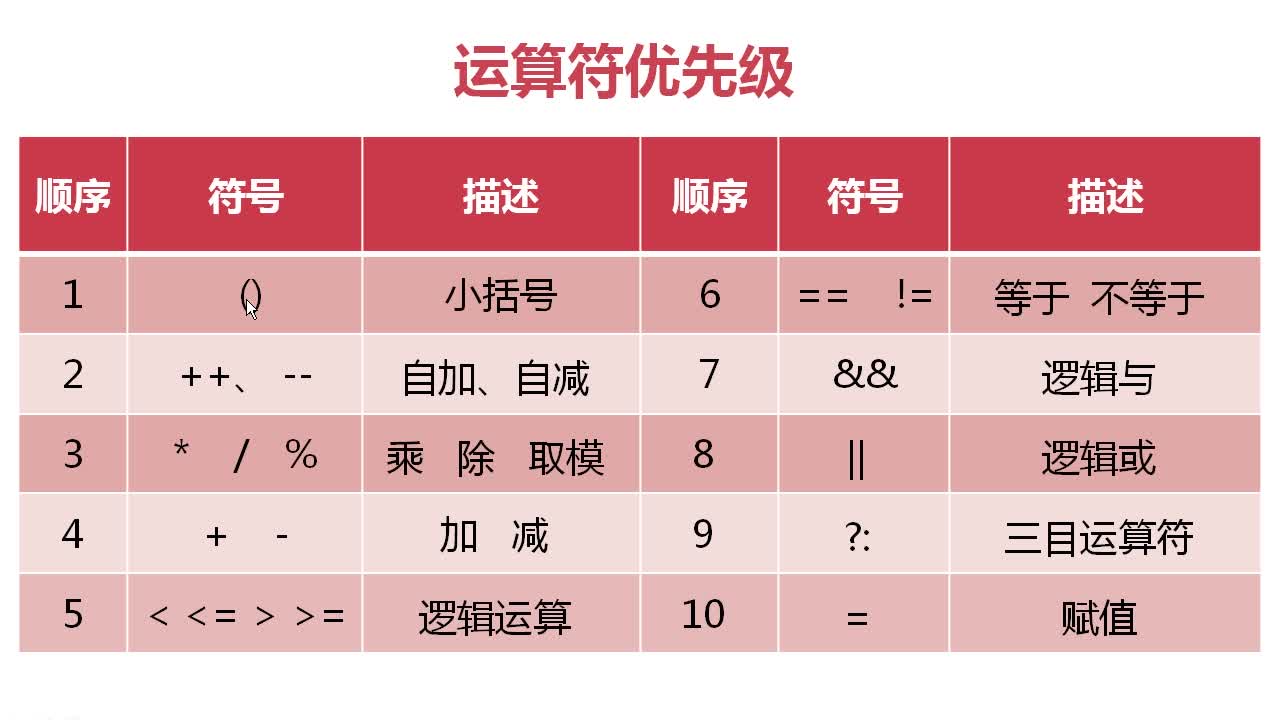 运算符优先级
顺序 符号 描述 顺序 符号 描述
1 () 小括号 6 == != 等于 不等于
2 ++、 -- 自加、自减 7 && 逻辑与
3 * / % 乘 除 取模 8 || 逻辑或
4 + - 加 减 9 ?: 三目运算符
5 < <= > >= 逻辑运算 10 = 赋值